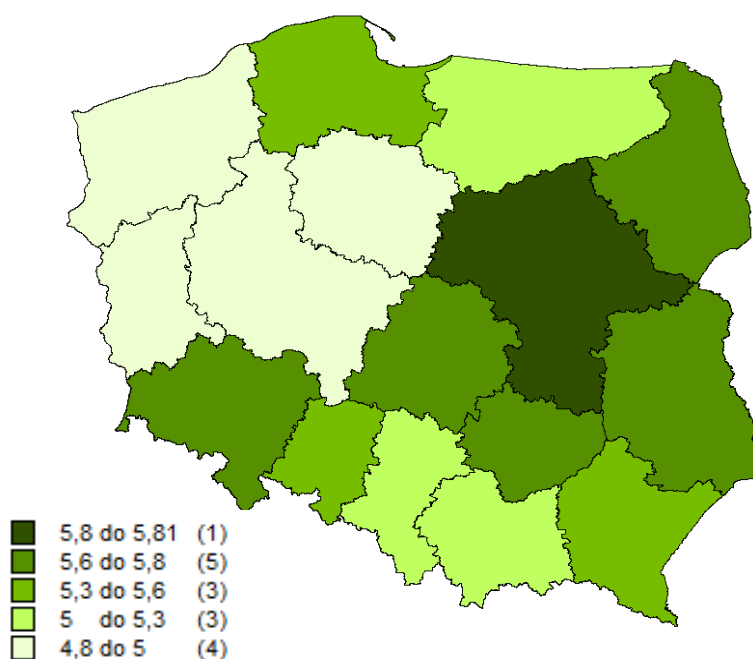 5,8 do 5,81 (1)
5,6 do 5,8 (5)
5,3 do 5,6 (3)
5 do 5,3 (3)
4,8 do 5 (4)